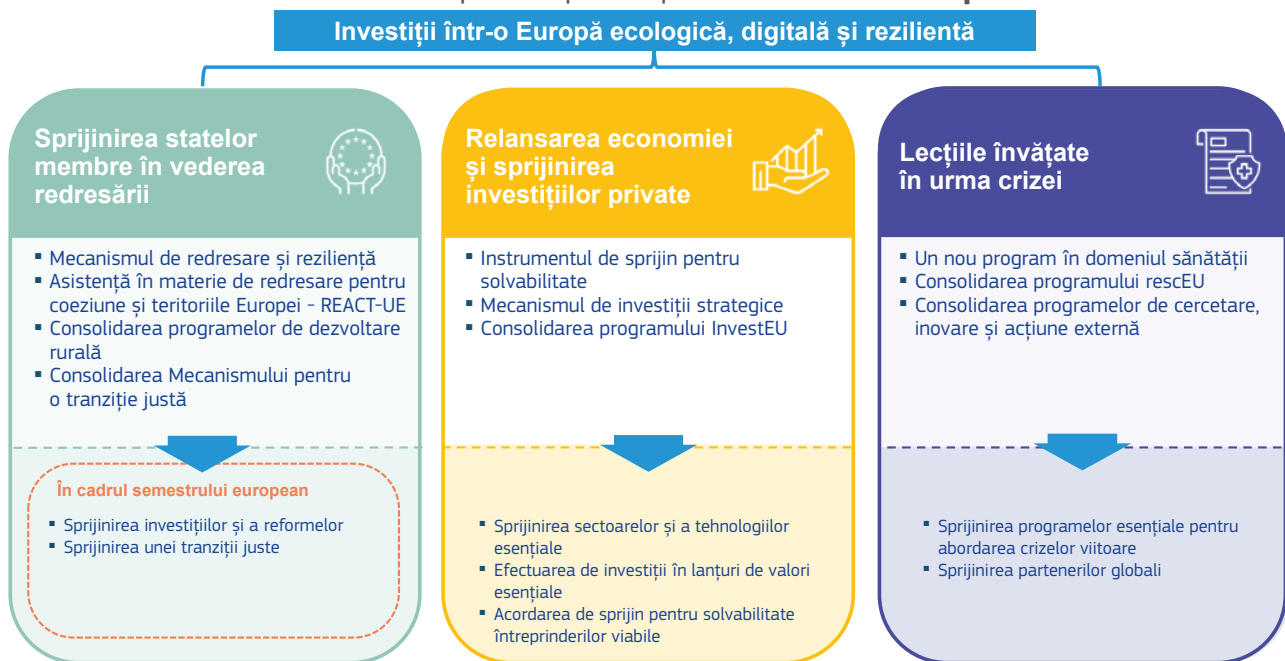 Investiții într-o Europă ecologică, digitală și rezilientă
Sprijinirea statelor
membre în vederea
redresării
▪ Mecanismul de redresare și reziliență
▪ Asistență în materie de redresare pentru
coeziune și teritoriile Europei - REACT-UE
▪ Consolidarea programelor de dezvoltare
rurală
▪ Consolidarea Mecanismului pentru
o tranziție justă
În cadrul semestrului european
▪ Sprijinirea investițiilor și a reformelor
▪ Sprijinirea unei tranziții juste
Relansarea economiei
și sprijinirea
investițiilor private
▪ Instrumentul de sprijin pentru
solvabilitate
▪ Mecanismul de investiții strategice
▪ Consolidarea programului InvestEU
▪ Sprijinirea sectoarelor și a tehnologiilor
esențiale
▪ Efectuarea de investiții în lanțuri de valori
esențiale
▪ Acordarea de sprijin pentru solvabilitate
întreprinderilor viabile
Lecțiile învățate
în urma crizei
▪ Un nou program în domeniul sănătății
▪ Consolidarea programului rescEU
▪ Consolidarea programelor de cercetare,
inovare și acțiune externă
▪ Sprijinirea programelor esențiale pentru
abordarea crizelor viitoare
▪ Sprijinirea partenerilor globali